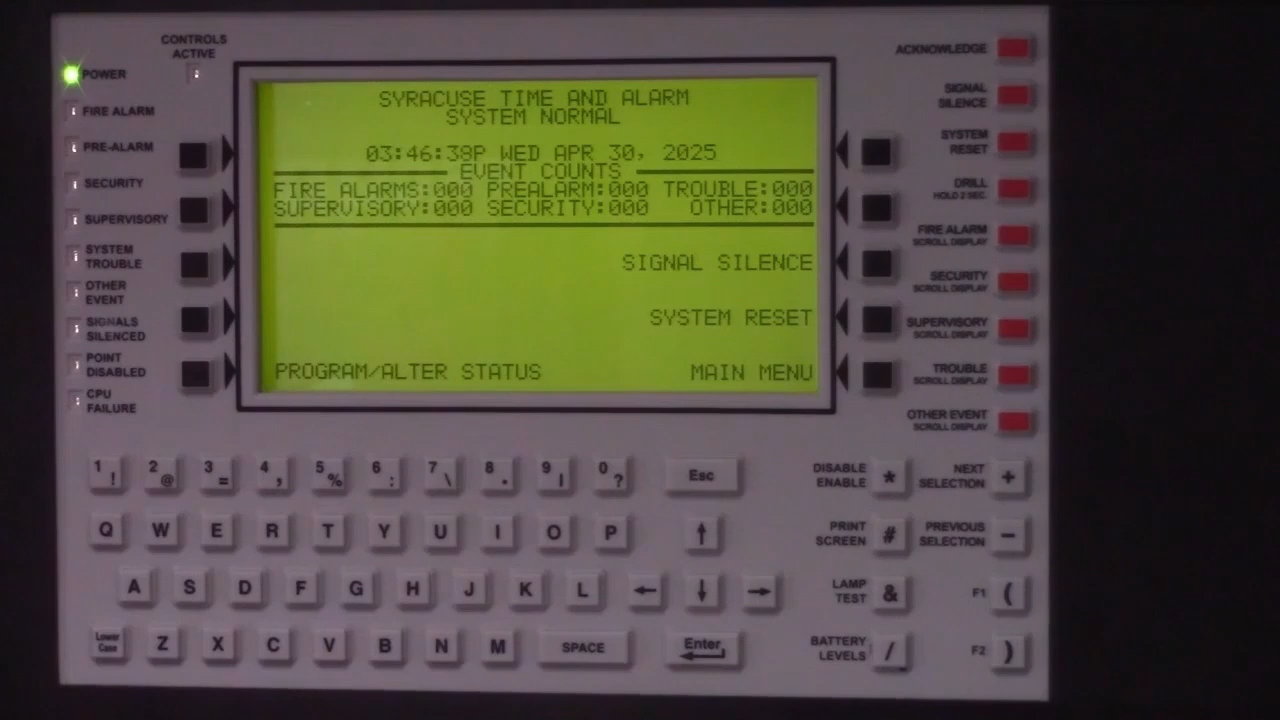 CONTROLS
ACTIVE
POWER
FIRE ALARM
PRE-ALARM
SECURITY
SUPERVISORY
SYSTEM
TROUBLE
OTHER
EVENT
SIGNALS
SILENCED
POINT
DISABLED
CPU
FAILURE
SYRACUSE TIME AND ALARM
SYSTEM NORMAL
03:46:38P WED APR 30, 2025
EVENT COUNTS
FIRE ALARMS:000 PREALARM:000 TROUBLE:000
SUPERVISORY:000 SECURITY:000 OTHER:000
SIGNAL SILENCE
SYSTEM RESET
PROGRAM/ALTER STATUS MAIN MENU
ACKNOWLEDGE
SIGNAL
SILENCE
SYSTEM
RESET
DRILL
HOLD 2 SEC.
FIRE ALARM
SCROLL DISPLAY
SECURITY
SCROLL DISPLAY
SUPERVISORY
SCROLL DISPLAY
TROUBLE
SCROLL DISPLAY
OTHER EVENT
SCROLL DISPLAY
1 ! 2 @ 3 = 4 , 5 % 6 : 7 \ 8 . 9 | 0 ? Esc
Q W E R T Y U I O P ↑
A S D F G H J K L ← ↓ →
Lower
Case
Z X C V B N M SPACE Enter
DISABLE
ENABLE
*
NEXT
SELECTION
+
PRINT
SCREEN
#
PREVIOUS
SELECTION
−
LAMP
TEST
&
F1 (
BATTERY
LEVELS
/
F2 )